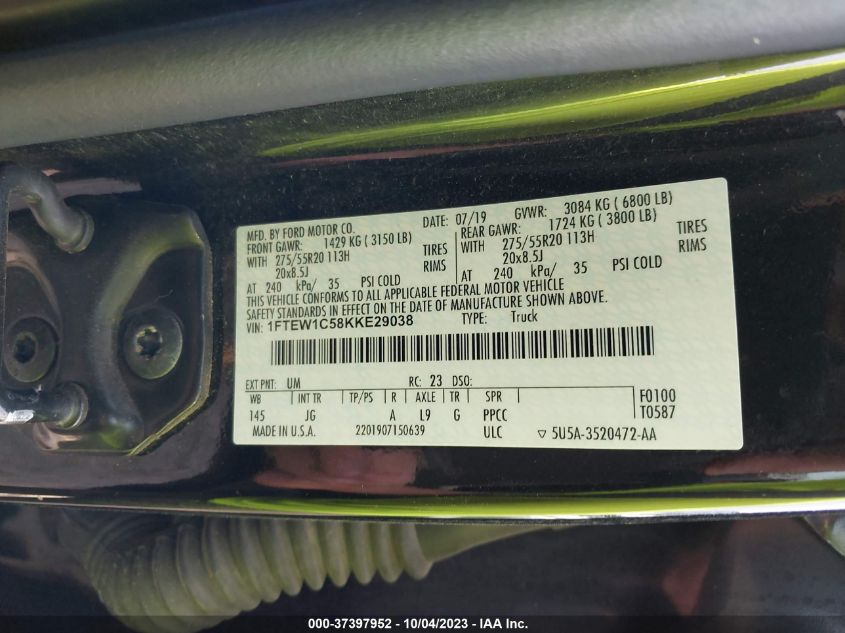 MFD. BY FORD MOTOR CO. DATE: 07/19 GVWR: 3084 KG ( 6800 LB)
FRONT GAWR: 1429 KG ( 3150 LB) REAR GAWR: 1724 KG ( 3800 LB)
WITH 275/55R20 113H TIRES WITH 275/55R20 113H TIRES
20x8.5J RIMS 20x8.5J RIMS
AT 240 kPa/ 35 PSI COLD AT 240 kPa/ 35 PSI COLD
THIS VEHICLE CONFORMS TO ALL APPLICABLE FEDERAL MOTOR VEHICLE
SAFETY STANDARDS IN EFFECT ON THE DATE OF MANUFACTURE SHOWN ABOVE.
VIN: 1FTEW1C58KKE29038 TYPE: Truck
EXT PNT: UM RC: 23 DSO:
WB INT TR TP/PS R AXLE TR SPR F0100
145 JG A L9 G PPCC T0587
MADE IN U.S.A. 2201907150639 ULC ▽ 5U5A-3520472-AA
000-37397952 - 10/04/2023 - IAA Inc.